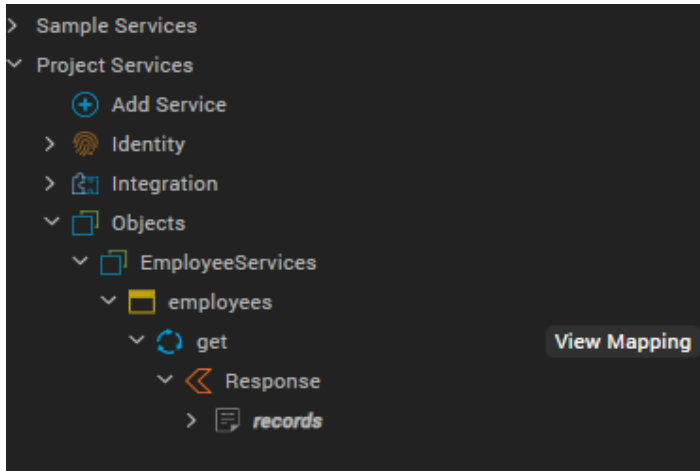 Sample Services
Project Services
Add Service
Identity
Integration
Objects
EmployeeServices
employees
get View Mapping
Response
records